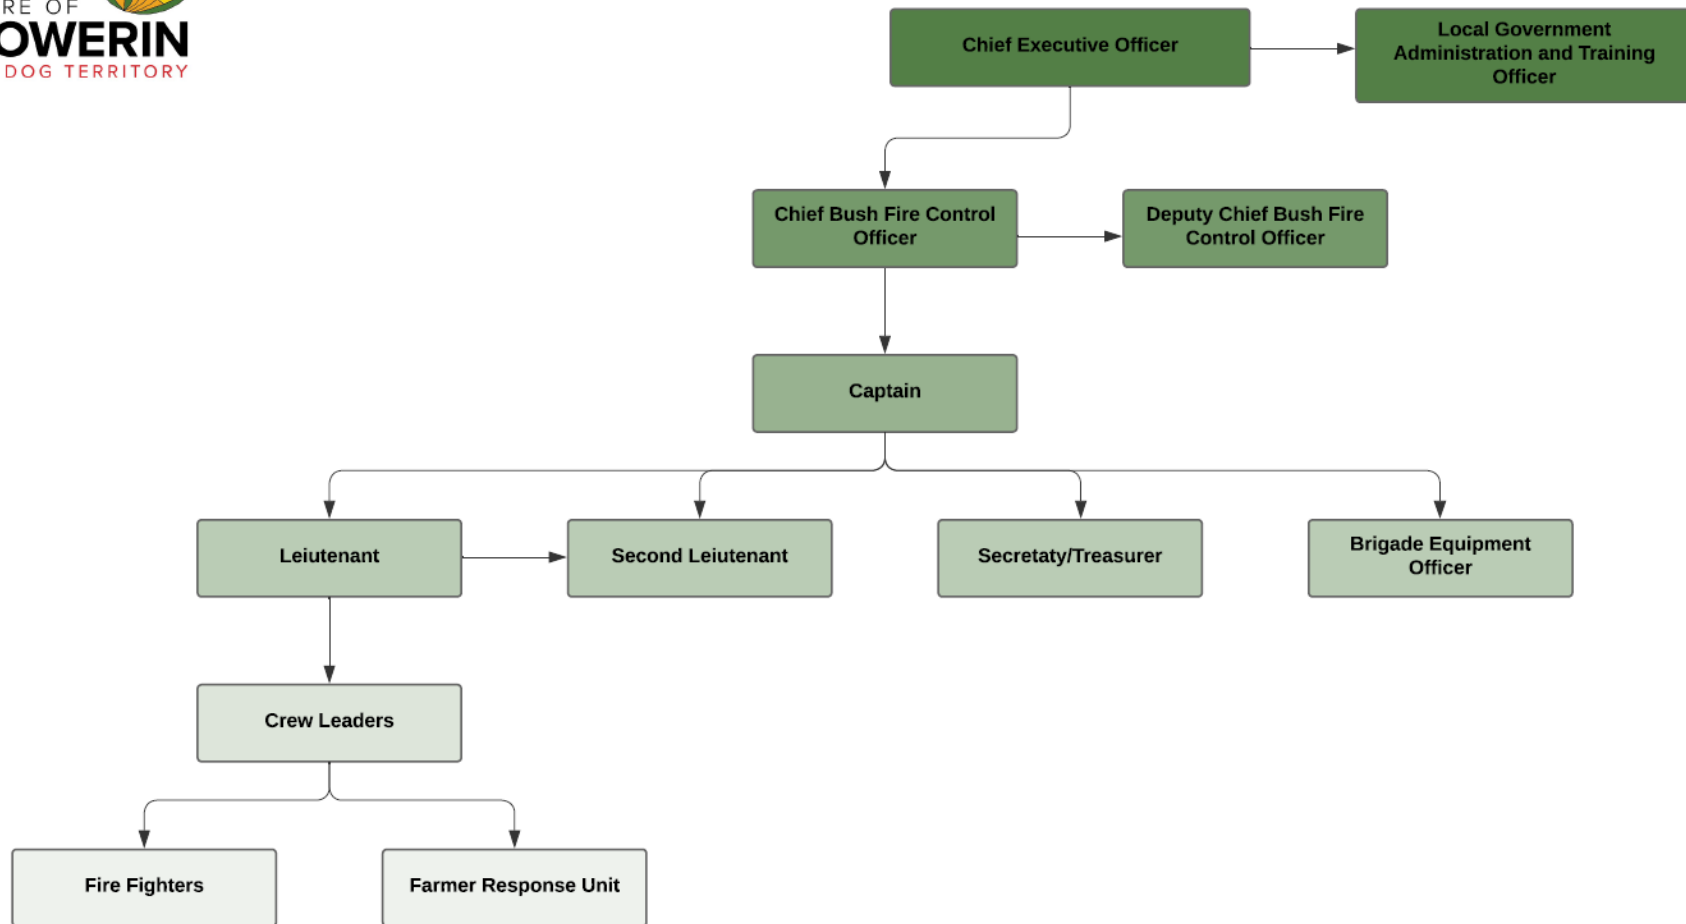 RE OF
OWERIN
DOG TERRITORY
Chief Executive Officer
Local Government
Administration and Training
Officer
Chief Bush Fire Control
Officer
Deputy Chief Bush Fire
Control Officer
Captain
Leiutenant
Second Leiutenant
Secretaty/Treasurer
Brigade Equipment
Officer
Crew Leaders
Fire Fighters
Farmer Response Unit